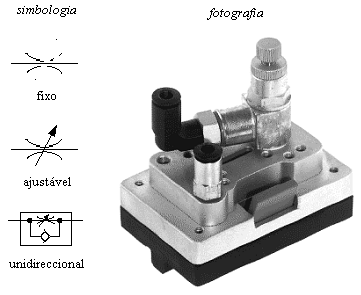 simbologia
fotografia
fixo
ajustável
unidireccional